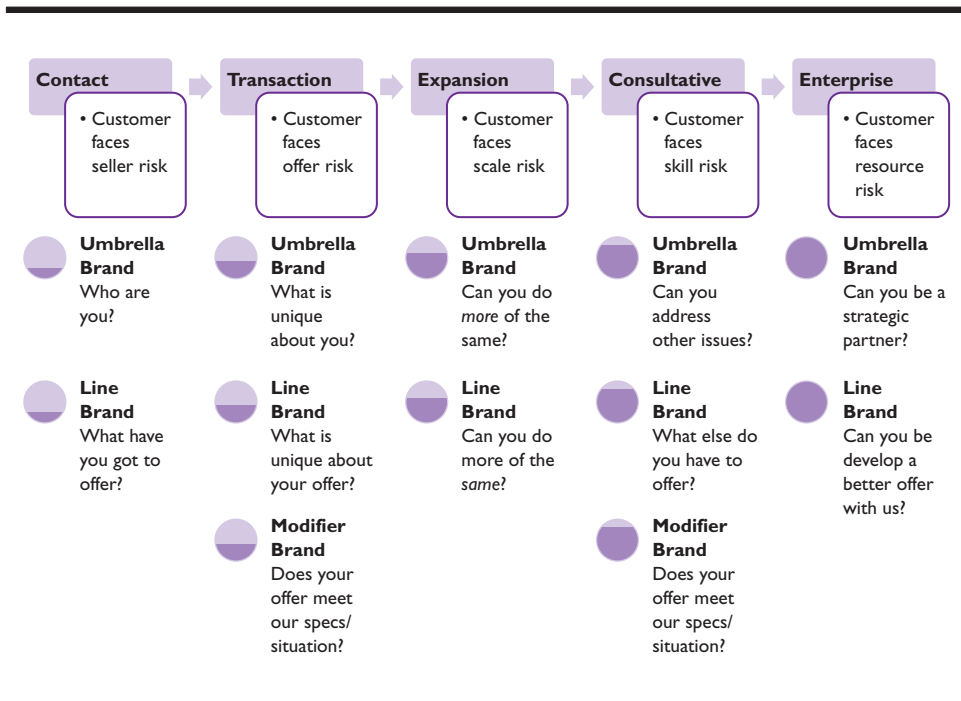 Contact
• Customer
faces
seller risk
Umbrella
Brand
Who are
you?
Line
Brand
What have
you got to
offer?
Transaction
• Customer
faces
offer risk
Umbrella
Brand
What is
unique
about you?
Line
Brand
What is
unique about
your offer?
Modifier
Brand
Does your
offer meet
our specs/
situation?
Expansion
• Customer
faces
scale risk
Umbrella
Brand
Can you do
more of the
same?
Line
Brand
Can you do
more of the
same?
Consultative
• Customer
faces
skill risk
Umbrella
Brand
Can you
address
other issues?
Line
Brand
What else do
you have to
offer?
Modifier
Brand
Does your
offer meet
our specs/
situation?
Enterprise
• Customer
faces
resource
risk
Umbrella
Brand
Can you be a
strategic
partner?
Line
Brand
Can you be
develop a
better offer
with us?